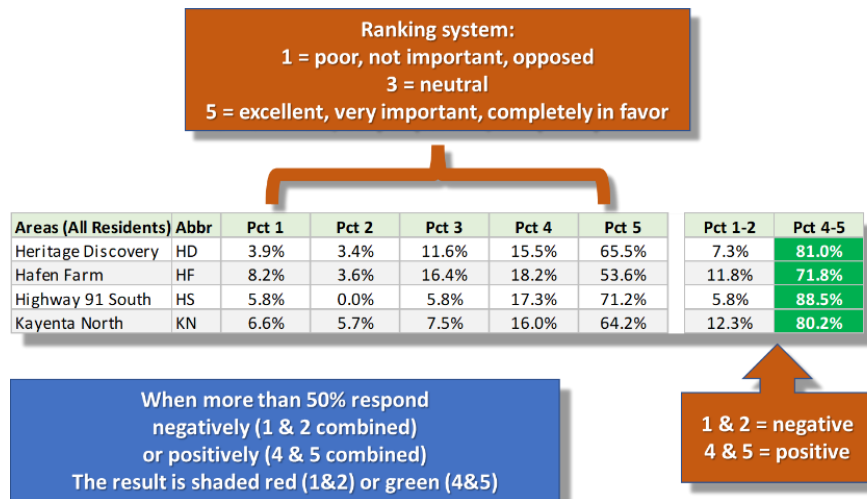 Ranking system:
1 = poor, not important, opposed
3 = neutral
5 = excellent, very important, completely in favor
Areas (All Residents) Abbr Pct 1 Pct 2 Pct 3 Pct 4 Pct 5 Pct 1-2 Pct 4-5
Heritage Discovery HD 3.9% 3.4% 11.6% 15.5% 65.5% 7.3% 81.0%
Hafen Farm HF 8.2% 3.6% 16.4% 18.2% 53.6% 11.8% 71.8%
Highway 91 South HS 5.8% 0.0% 5.8% 17.3% 71.2% 5.8% 88.5%
Kayenta North KN 6.6% 5.7% 7.5% 16.0% 64.2% 12.3% 80.2%
When more than 50% respond
negatively (1 & 2 combined)
or positively (4 & 5 combined)
The result is shaded red (1&2) or green (4&5)
1 & 2 = negative
4 & 5 = positive